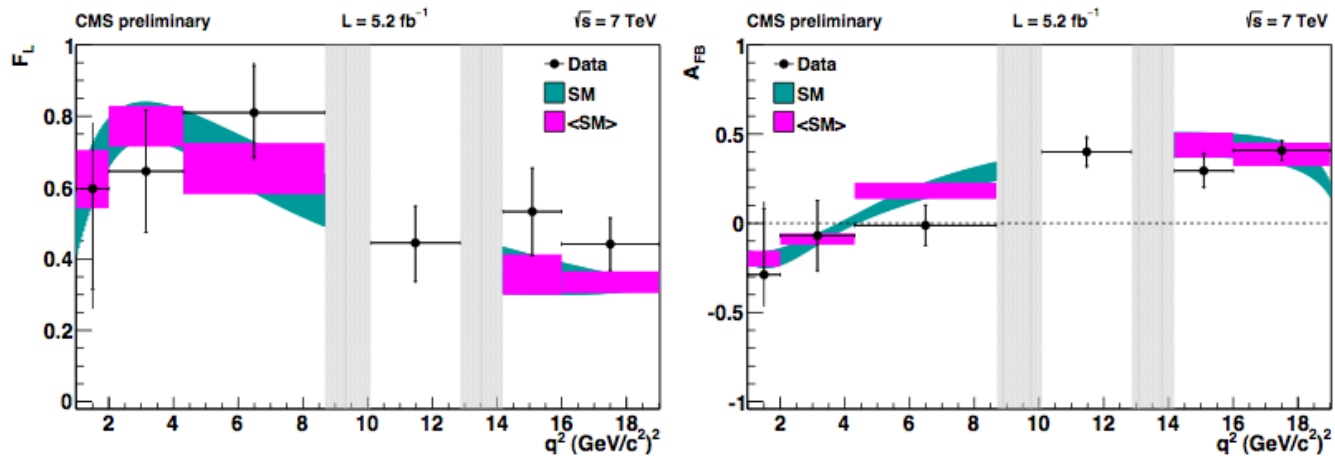 CMS preliminary L = 5.2 fb⁻¹ √s = 7 TeV
F_L
1
0.8
0.6
0.4
0.2
0
Data
SM
<SM>
2 4 6 8 10 12 14 16 18
q² (GeV/c²)²
CMS preliminary L = 5.2 fb⁻¹ √s = 7 TeV
A_FB
1
0.5
0
-0.5
-1
Data
SM
<SM>
2 4 6 8 10 12 14 16 18
q² (GeV/c²)²